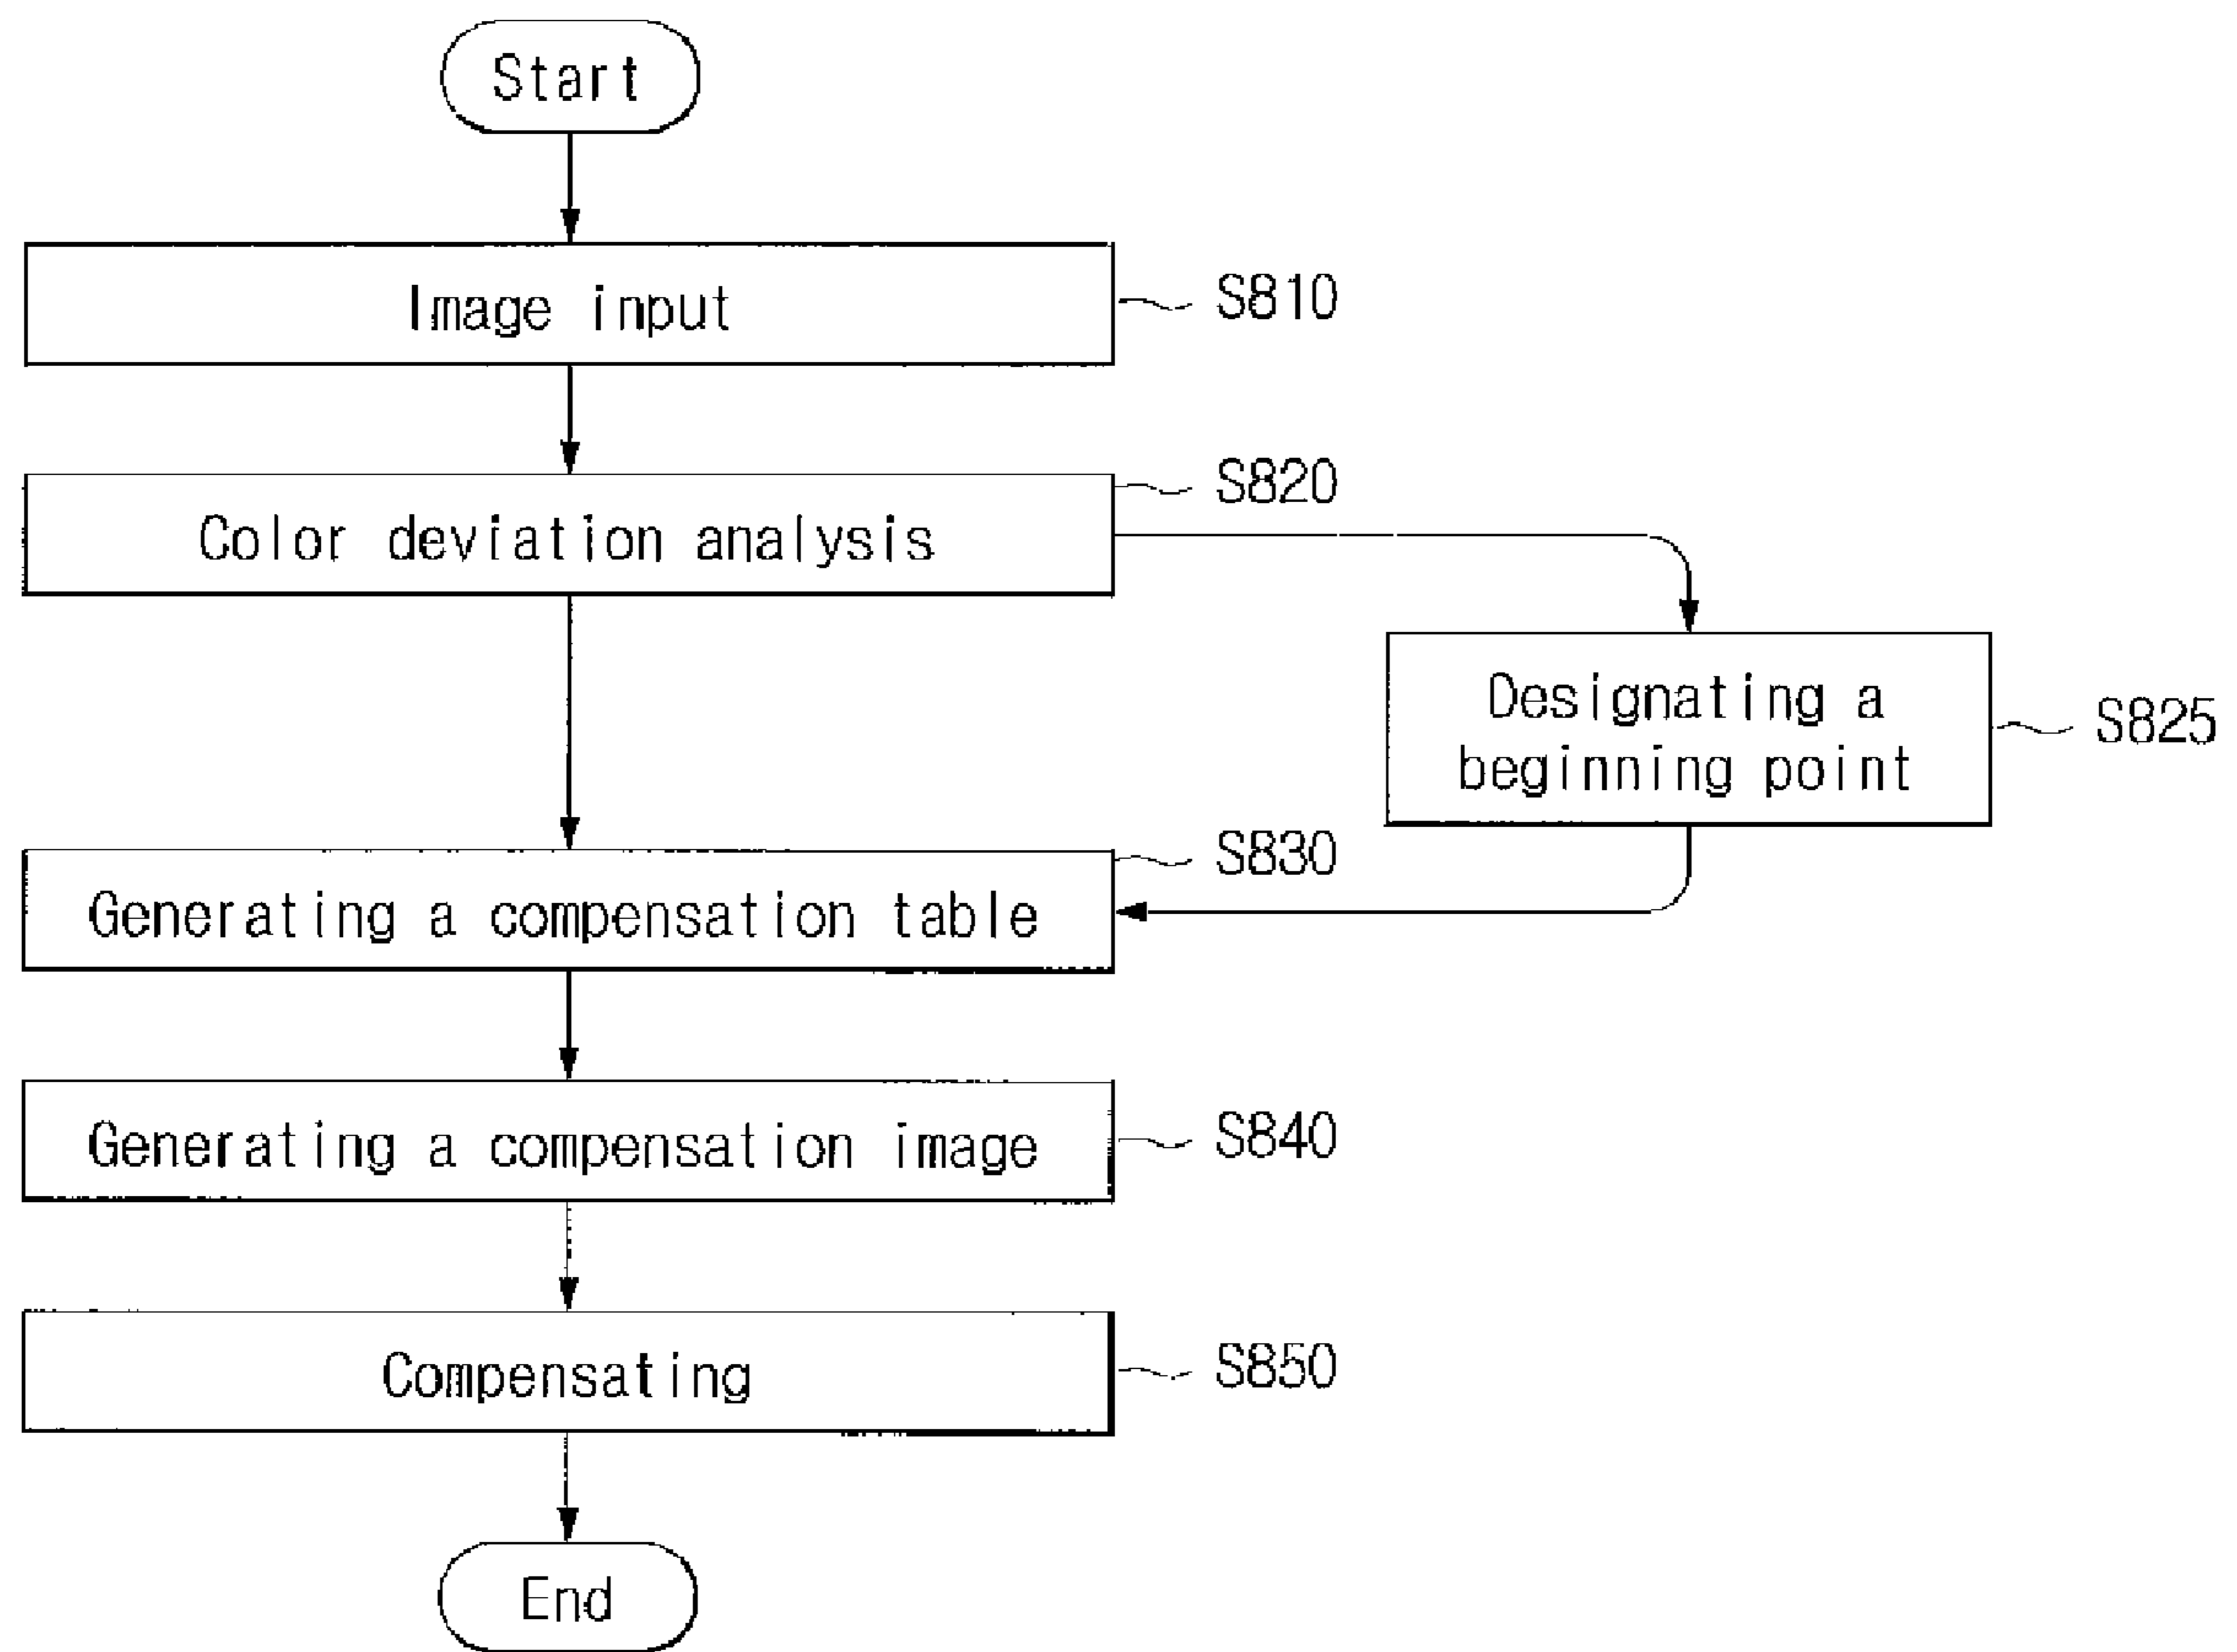 Start
Image input
S810
Color deviation analysis
S820
Designating a
beginning point
S825
Generating a compensation table
S830
Generating a compensation image
S840
Compensating
S850
End